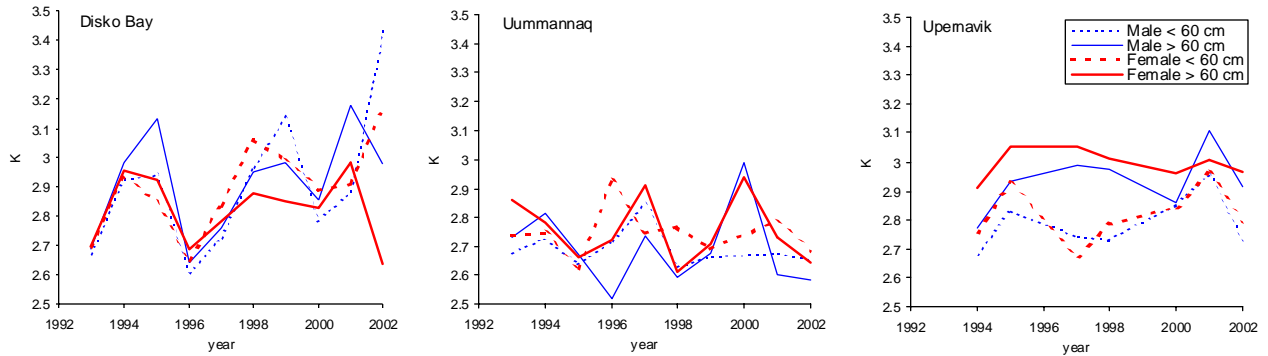 Disko Bay
3.5
3.4
3.3
3.2
3.1
3
2.9
2.8
2.7
2.6
2.5
K
1992 1994 1996 1998 2000 2002
year
Uummannaq
3.5
3.4
3.3
3.2
3.1
3
2.9
2.8
2.7
2.6
2.5
K
1992 1994 1996 1998 2000 2002
year
Upernavik
3.5
3.4
3.3
3.2
3.1
3
2.9
2.8
2.7
2.6
2.5
K
1992 1994 1996 1998 2000 2002
year
Male < 60 cm
Male > 60 cm
Female < 60 cm
Female > 60 cm